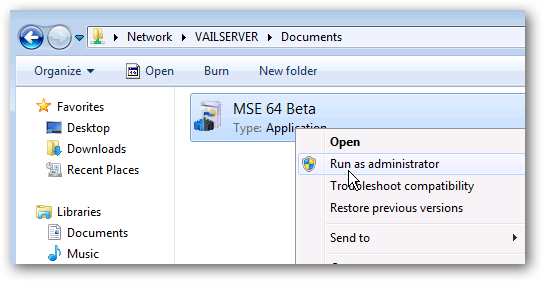 Network ▸ VAILSERVER ▸ Documents
Organize Open Burn New folder
Favorites
Desktop
Downloads
Recent Places
Libraries
Documents
Music
MSE 64 Beta
Type: Application
Open
Run as administrator
Troubleshoot compatibility
Restore previous versions
Send to